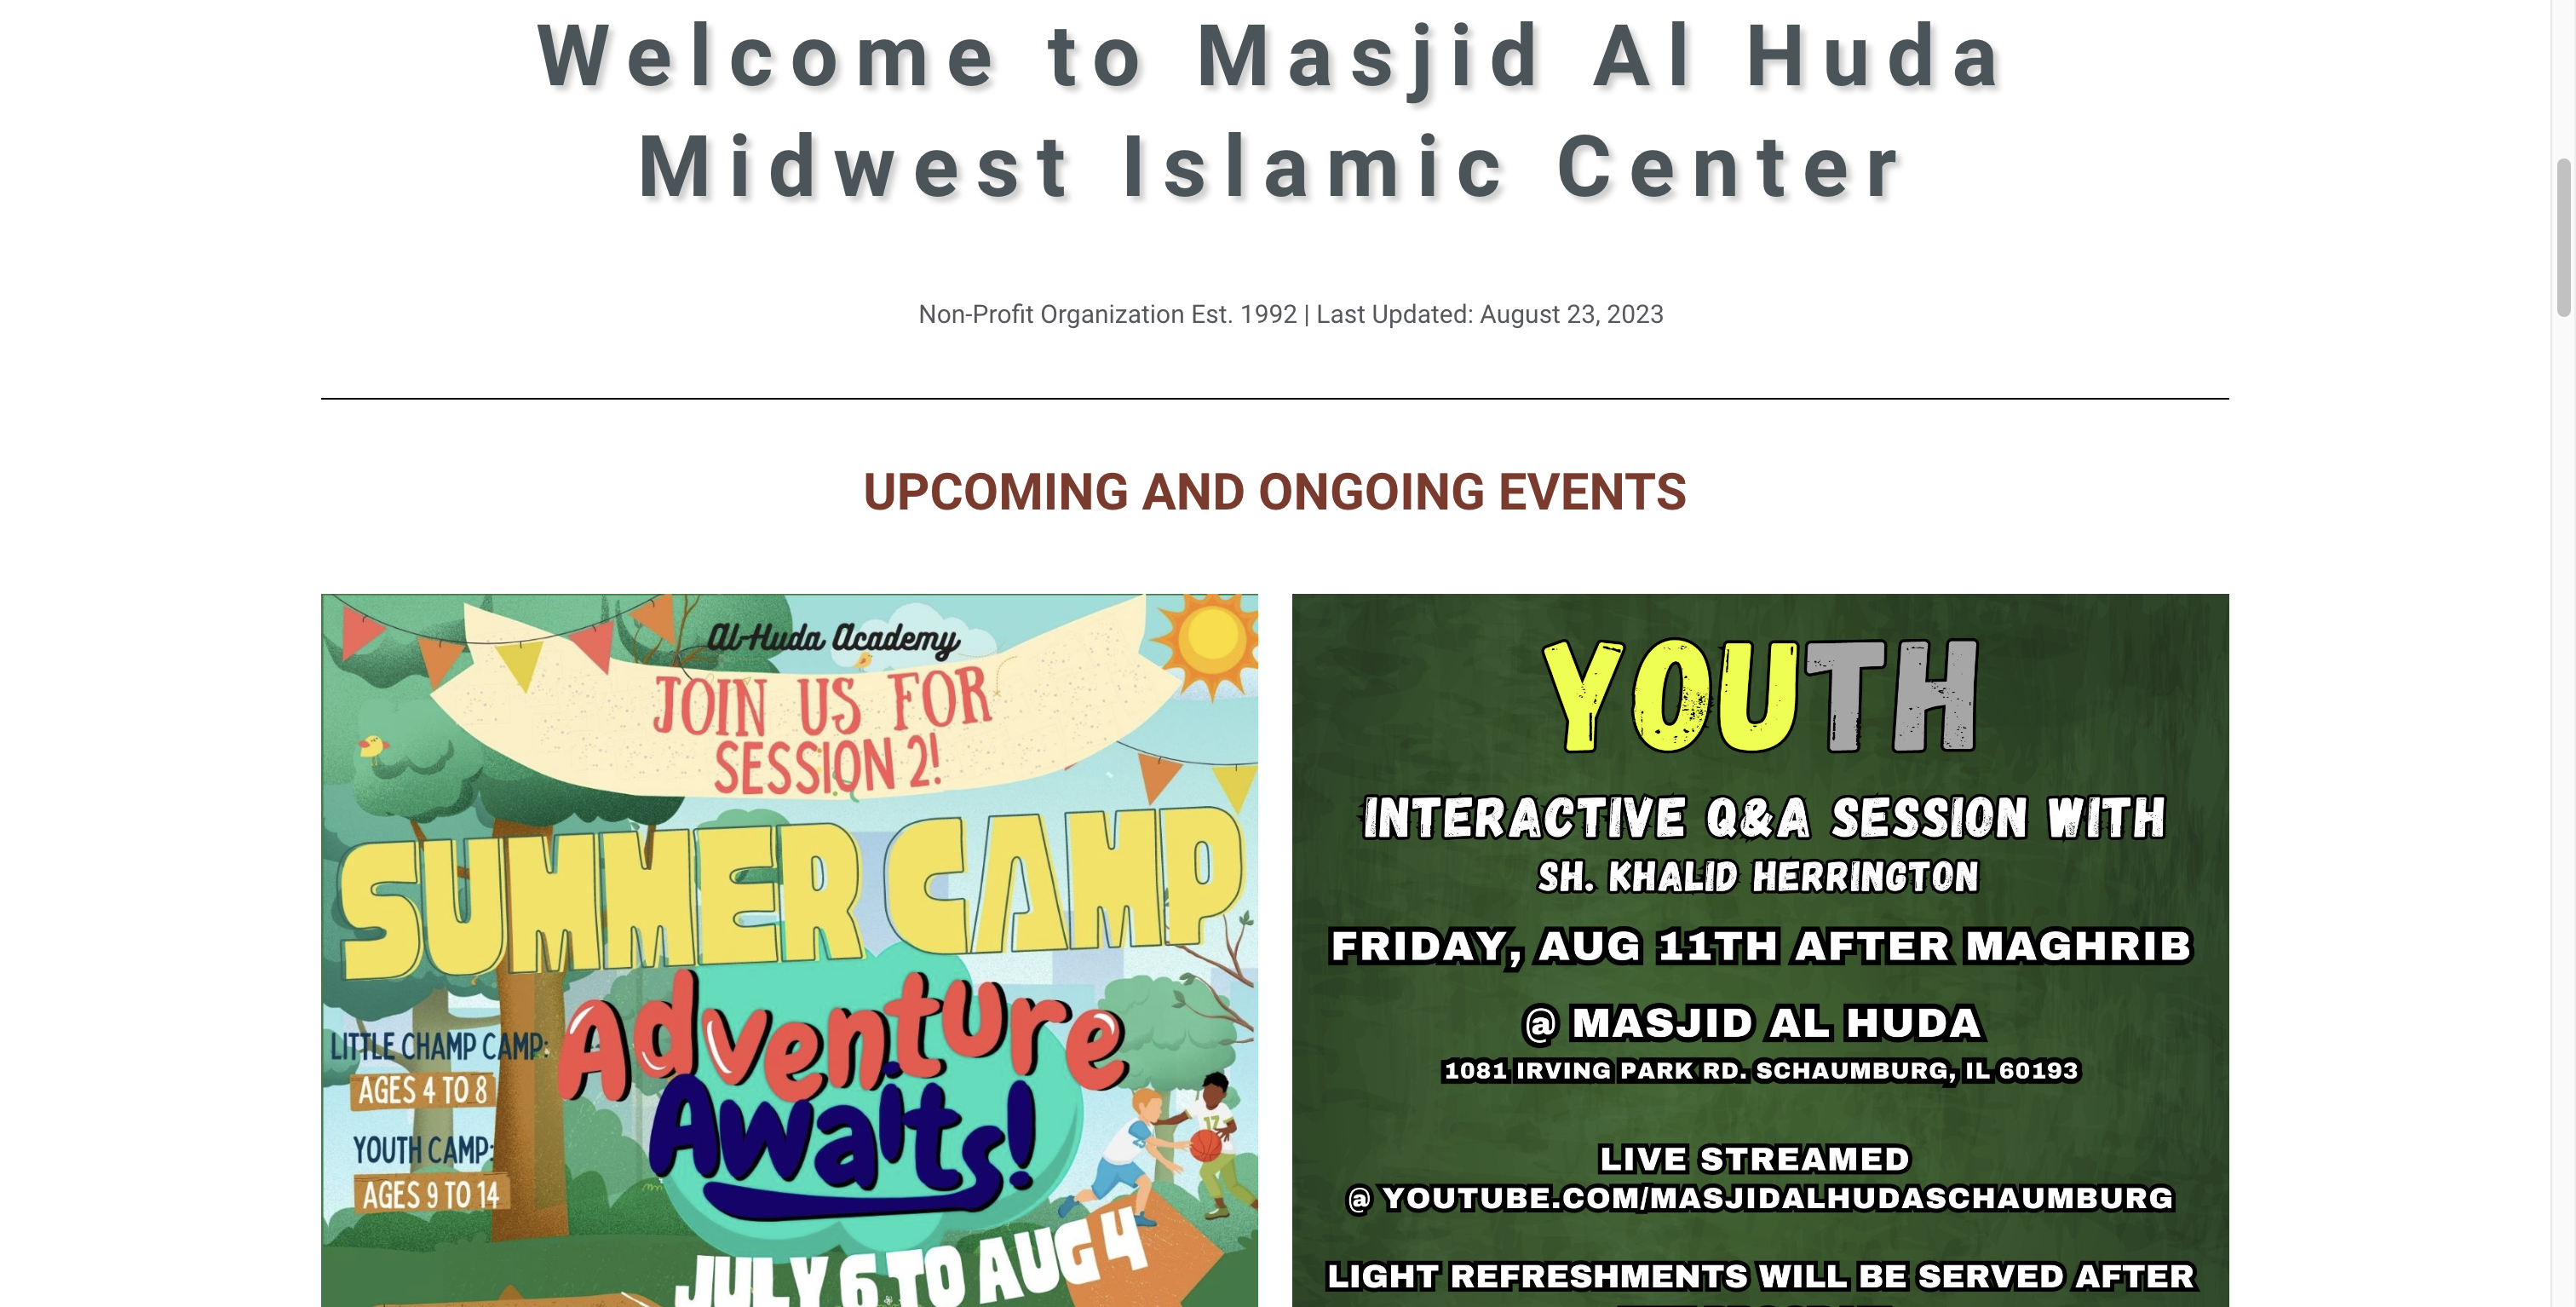 Welcome to Masjid Al Huda
Midwest Islamic Center
Non-Profit Organization Est. 1992 | Last Updated: August 23, 2023
UPCOMING AND ONGOING EVENTS
Al-Huda Academy
JOIN US FOR
SESSION 2!
SUMMER CAMP
Adventure
Awaits!
LITTLE CHAMP CAMP:
AGES 4 TO 8
YOUTH CAMP:
AGES 9 TO 14
JULY 6 TO AUG 4
12
YOUTH
INTERACTIVE Q&A SESSION WITH
SH. KHALID HERRINGTON
FRIDAY, AUG 11TH AFTER MAGHRIB
@ MASJID AL HUDA
1081 IRVING PARK RD. SCHAUMBURG, IL 60193
LIVE STREAMED
@ YOUTUBE.COM/MASJIDALHUDASCHAUMBURG
LIGHT REFRESHMENTS WILL BE SERVED AFTER